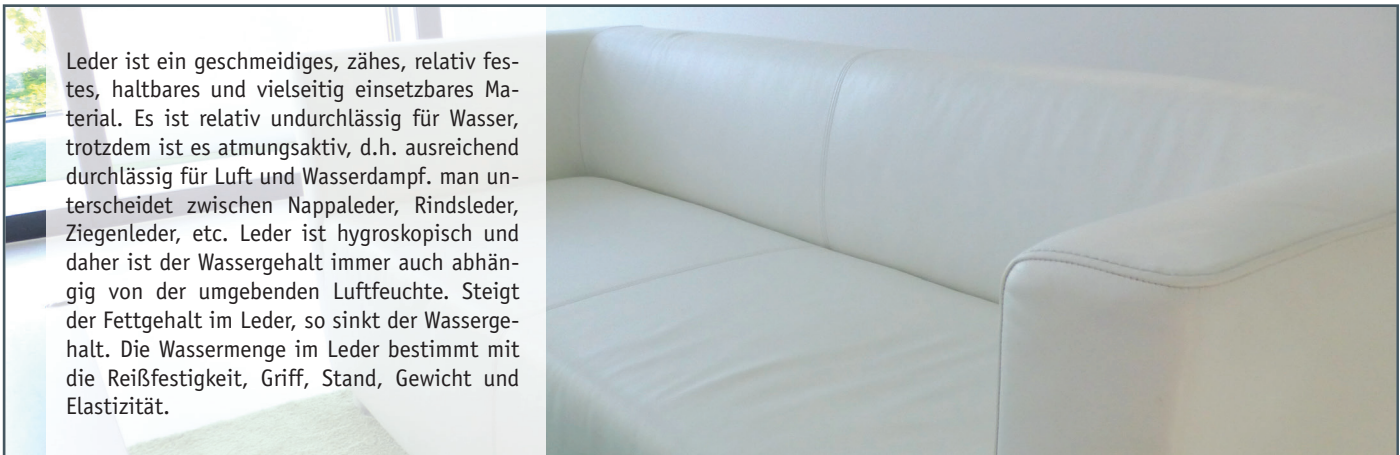 Leder ist ein geschmeidiges, zähes, relativ fes-
tes, haltbares und vielseitig einsetzbares Ma-
terial. Es ist relativ undurchlässig für Wasser,
trotzdem ist es atmungsaktiv, d.h. ausreichend
durchlässig für Luft und Wasserdampf. man un-
terscheidet zwischen Nappaleder, Rindsleder,
Ziegenleder, etc. Leder ist hygroskopisch und
daher ist der Wassergehalt immer auch abhän-
gig von der umgebenden Luftfeuchte. Steigt
der Fettgehalt im Leder, so sinkt der Wasserge-
halt. Die Wassermenge im Leder bestimmt mit
die Reißfestigkeit, Griff, Stand, Gewicht und
Elastizität.